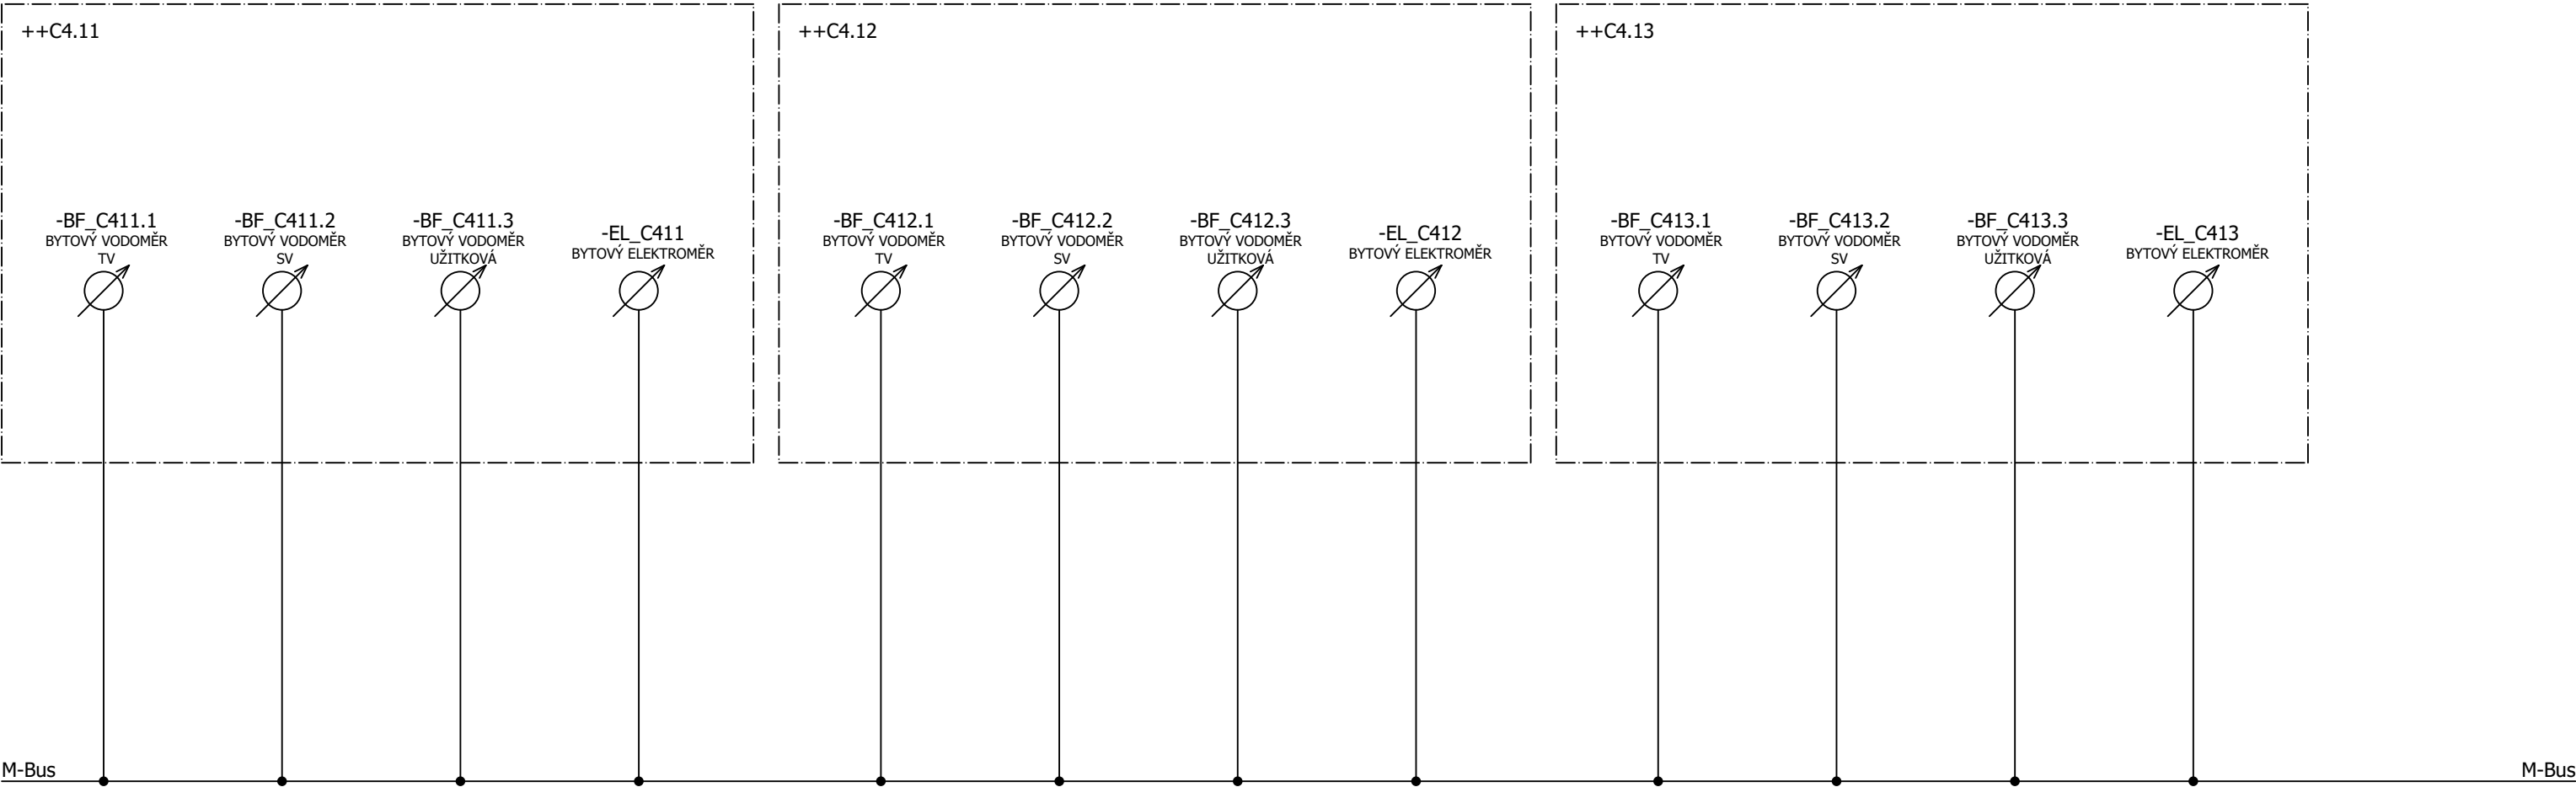 ++C4.11
++C4.12
++C4.13
-BF_C411.1
BYTOVÝ VODOMĚR
TV
-BF_C411.2
BYTOVÝ VODOMĚR
SV
-BF_C411.3
BYTOVÝ VODOMĚR
UŽITKOVÁ
-EL_C411
BYTOVÝ ELEKTROMĚR
-BF_C412.1
BYTOVÝ VODOMĚR
TV
-BF_C412.2
BYTOVÝ VODOMĚR
SV
-BF_C412.3
BYTOVÝ VODOMĚR
UŽITKOVÁ
-EL_C412
BYTOVÝ ELEKTROMĚR
-BF_C413.1
BYTOVÝ VODOMĚR
TV
-BF_C413.2
BYTOVÝ VODOMĚR
SV
-BF_C413.3
BYTOVÝ VODOMĚR
UŽITKOVÁ
-EL_C413
BYTOVÝ ELEKTROMĚR
M-Bus
M-Bus